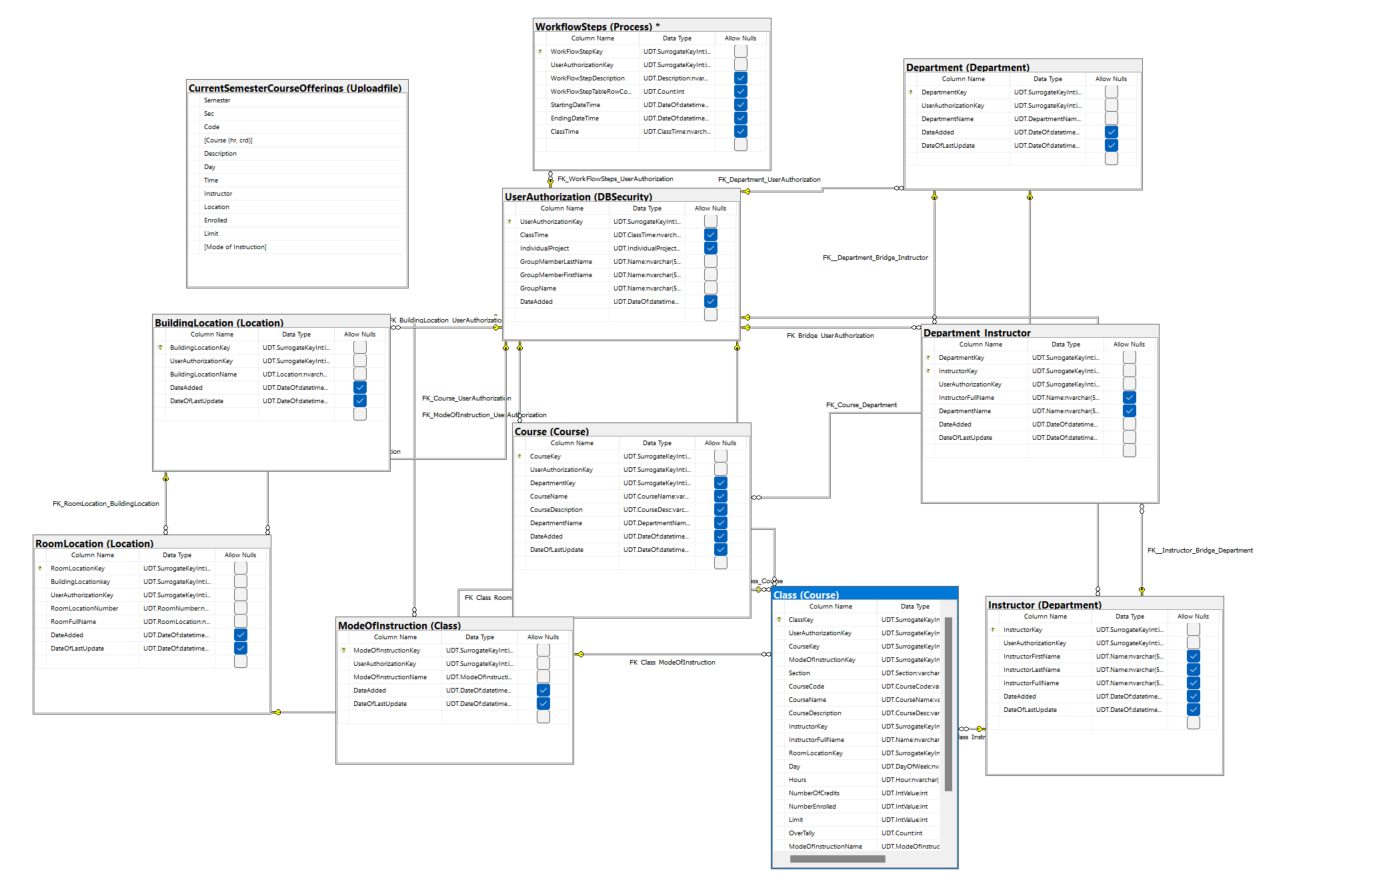 WorkflowSteps (Process) *
Column Name Data Type Allow Nulls
WorkFlowStepKey UDT.SurrogateKeyInt:i...
UserAuthorizationKey UDT.SurrogateKeyInt:i...
WorkFlowStepDescription UDT.Description:nvar...
WorkFlowStepTableRowCo... UDT.Count:int
StartingDateTime UDT.DateOf:datetime...
EndingDateTime UDT.DateOf:datetime...
ClassTime UDT.ClassTime:nvarch...
Department (Department)
Column Name Data Type Allow Nulls
DepartmentKey UDT.SurrogateKeyInt:i...
UserAuthorizationKey UDT.SurrogateKeyInt:i...
DepartmentName UDT.DepartmentNam...
DateAdded UDT.DateOf:datetime...
DateOfLastUpdate UDT.DateOf:datetime...
CurrentSemesterCourseOfferings (Uploadfile)
Semester
Sec
Code
[Course (hr, crd)]
Description
Day
Time
Instructor
Location
Enrolled
Limit
[Mode of Instruction]
FK_WorkFlowSteps_UserAuthorization
FK_Department_UserAuthorization
UserAuthorization (DBSecurity)
Column Name Data Type Allow Nulls
UserAuthorizationKey UDT.SurrogateKeyInt:i...
ClassTime UDT.ClassTime:nvarch...
IndividualProject UDT.IndividualProject...
GroupMemberLastName UDT.Name:nvarchar(5...
GroupMemberFirstName UDT.Name:nvarchar(5...
GroupName UDT.Name:nvarchar(5...
DateAdded UDT.DateOf:datetime...
FK__Department_Bridge_Instructor
BuildingLocation (Location)
Column Name Data Type Allow Nulls
BuildingLocationKey UDT.SurrogateKeyInt:i...
UserAuthorizationKey UDT.SurrogateKeyInt:i...
BuildingLocationName UDT.Location:nvarch...
DateAdded UDT.DateOf:datetime...
DateOfLastUpdate UDT.DateOf:datetime...
FK_BuildingLocation_UserAuthorizatio
FK_Bridge_UserAuthorization
Department_Instructor
Column Name Data Type Allow Nulls
DepartmentKey UDT.SurrogateKeyInt:i...
InstructorKey UDT.SurrogateKeyInt:i...
UserAuthorizationKey UDT.SurrogateKeyInt:i...
InstructorFullName UDT.Name:nvarchar(5...
DepartmentName UDT.Name:nvarchar(5...
DateAdded UDT.DateOf:datetime...
DateOfLastUpdate UDT.DateOf:datetime...
FK_Course_UserAuthorization
FK_ModeOfInstruction_UserAuthorization
FK_Course_Department
Course (Course)
Column Name Data Type Allow Nulls
CourseKey UDT.SurrogateKeyInt:i...
UserAuthorizationKey UDT.SurrogateKeyInt:i...
DepartmentKey UDT.SurrogateKeyInt:i...
CourseName UDT.CourseName:var...
CourseDescription UDT.CourseDesc:varc...
DepartmentName UDT.DepartmentNam...
DateAdded UDT.DateOf:datetime...
DateOfLastUpdate UDT.DateOf:datetime...
FK_RoomLocation_BuildingLocation
RoomLocation (Location)
Column Name Data Type Allow Nulls
RoomLocationKey UDT.SurrogateKeyInt:i...
BuildingLocationkey UDT.SurrogateKeyInt:i...
UserAuthorizationKey UDT.SurrogateKeyInt:i...
RoomLocationNumber UDT.RoomNumber:n...
RoomFullName UDT.RoomLocation:n...
DateAdded UDT.DateOf:datetime...
DateOfLastUpdate UDT.DateOf:datetime...
FK__Instructor_Bridge_Department
FK_Class_Room
ModeOfInstruction (Class)
Column Name Data Type Allow Nulls
ModeOfInstructionKey UDT.SurrogateKeyInt:i...
UserAuthorizationKey UDT.SurrogateKeyInt:i...
ModeOfInstructionName UDT.ModeOfInstructi...
DateAdded UDT.DateOf:datetime...
DateOfLastUpdate UDT.DateOf:datetime...
FK_Class_ModeOfInstruction
Class (Course)
Column Name Data Type
ClassKey UDT.SurrogateKeyIn
UserAuthorizationKey UDT.SurrogateKeyIn
CourseKey UDT.SurrogateKeyIn
ModeOfInstructionKey UDT.SurrogateKeyIn
Section UDT.Section:varchar
CourseCode UDT.CourseCode:va
CourseName UDT.CourseName:va
CourseDescription UDT.CourseDesc:var
InstructorKey UDT.SurrogateKeyIn
InstructorFullName UDT.Name:nvarchar
RoomLocationKey UDT.SurrogateKeyIn
Day UDT.DayOfWeek:nv
Hours UDT.Hour:nvarchar(
NumberOfCredits UDT.IntValue:int
NumberEnrolled UDT.IntValue:int
Limit UDT.IntValue:int
OverTally UDT.Count:int
ModeOfInstructionName UDT.ModeOfInstruc
Instructor (Department)
Column Name Data Type Allow Nulls
InstructorKey UDT.SurrogateKeyInt:i...
UserAuthorizationKey UDT.SurrogateKeyInt:i...
InstructorFirstName UDT.Name:nvarchar(5...
InstructorLastName UDT.Name:nvarchar(5...
InstructorFullName UDT.Name:nvarchar(5...
DateAdded UDT.DateOf:datetime...
DateOfLastUpdate UDT.DateOf:datetime...